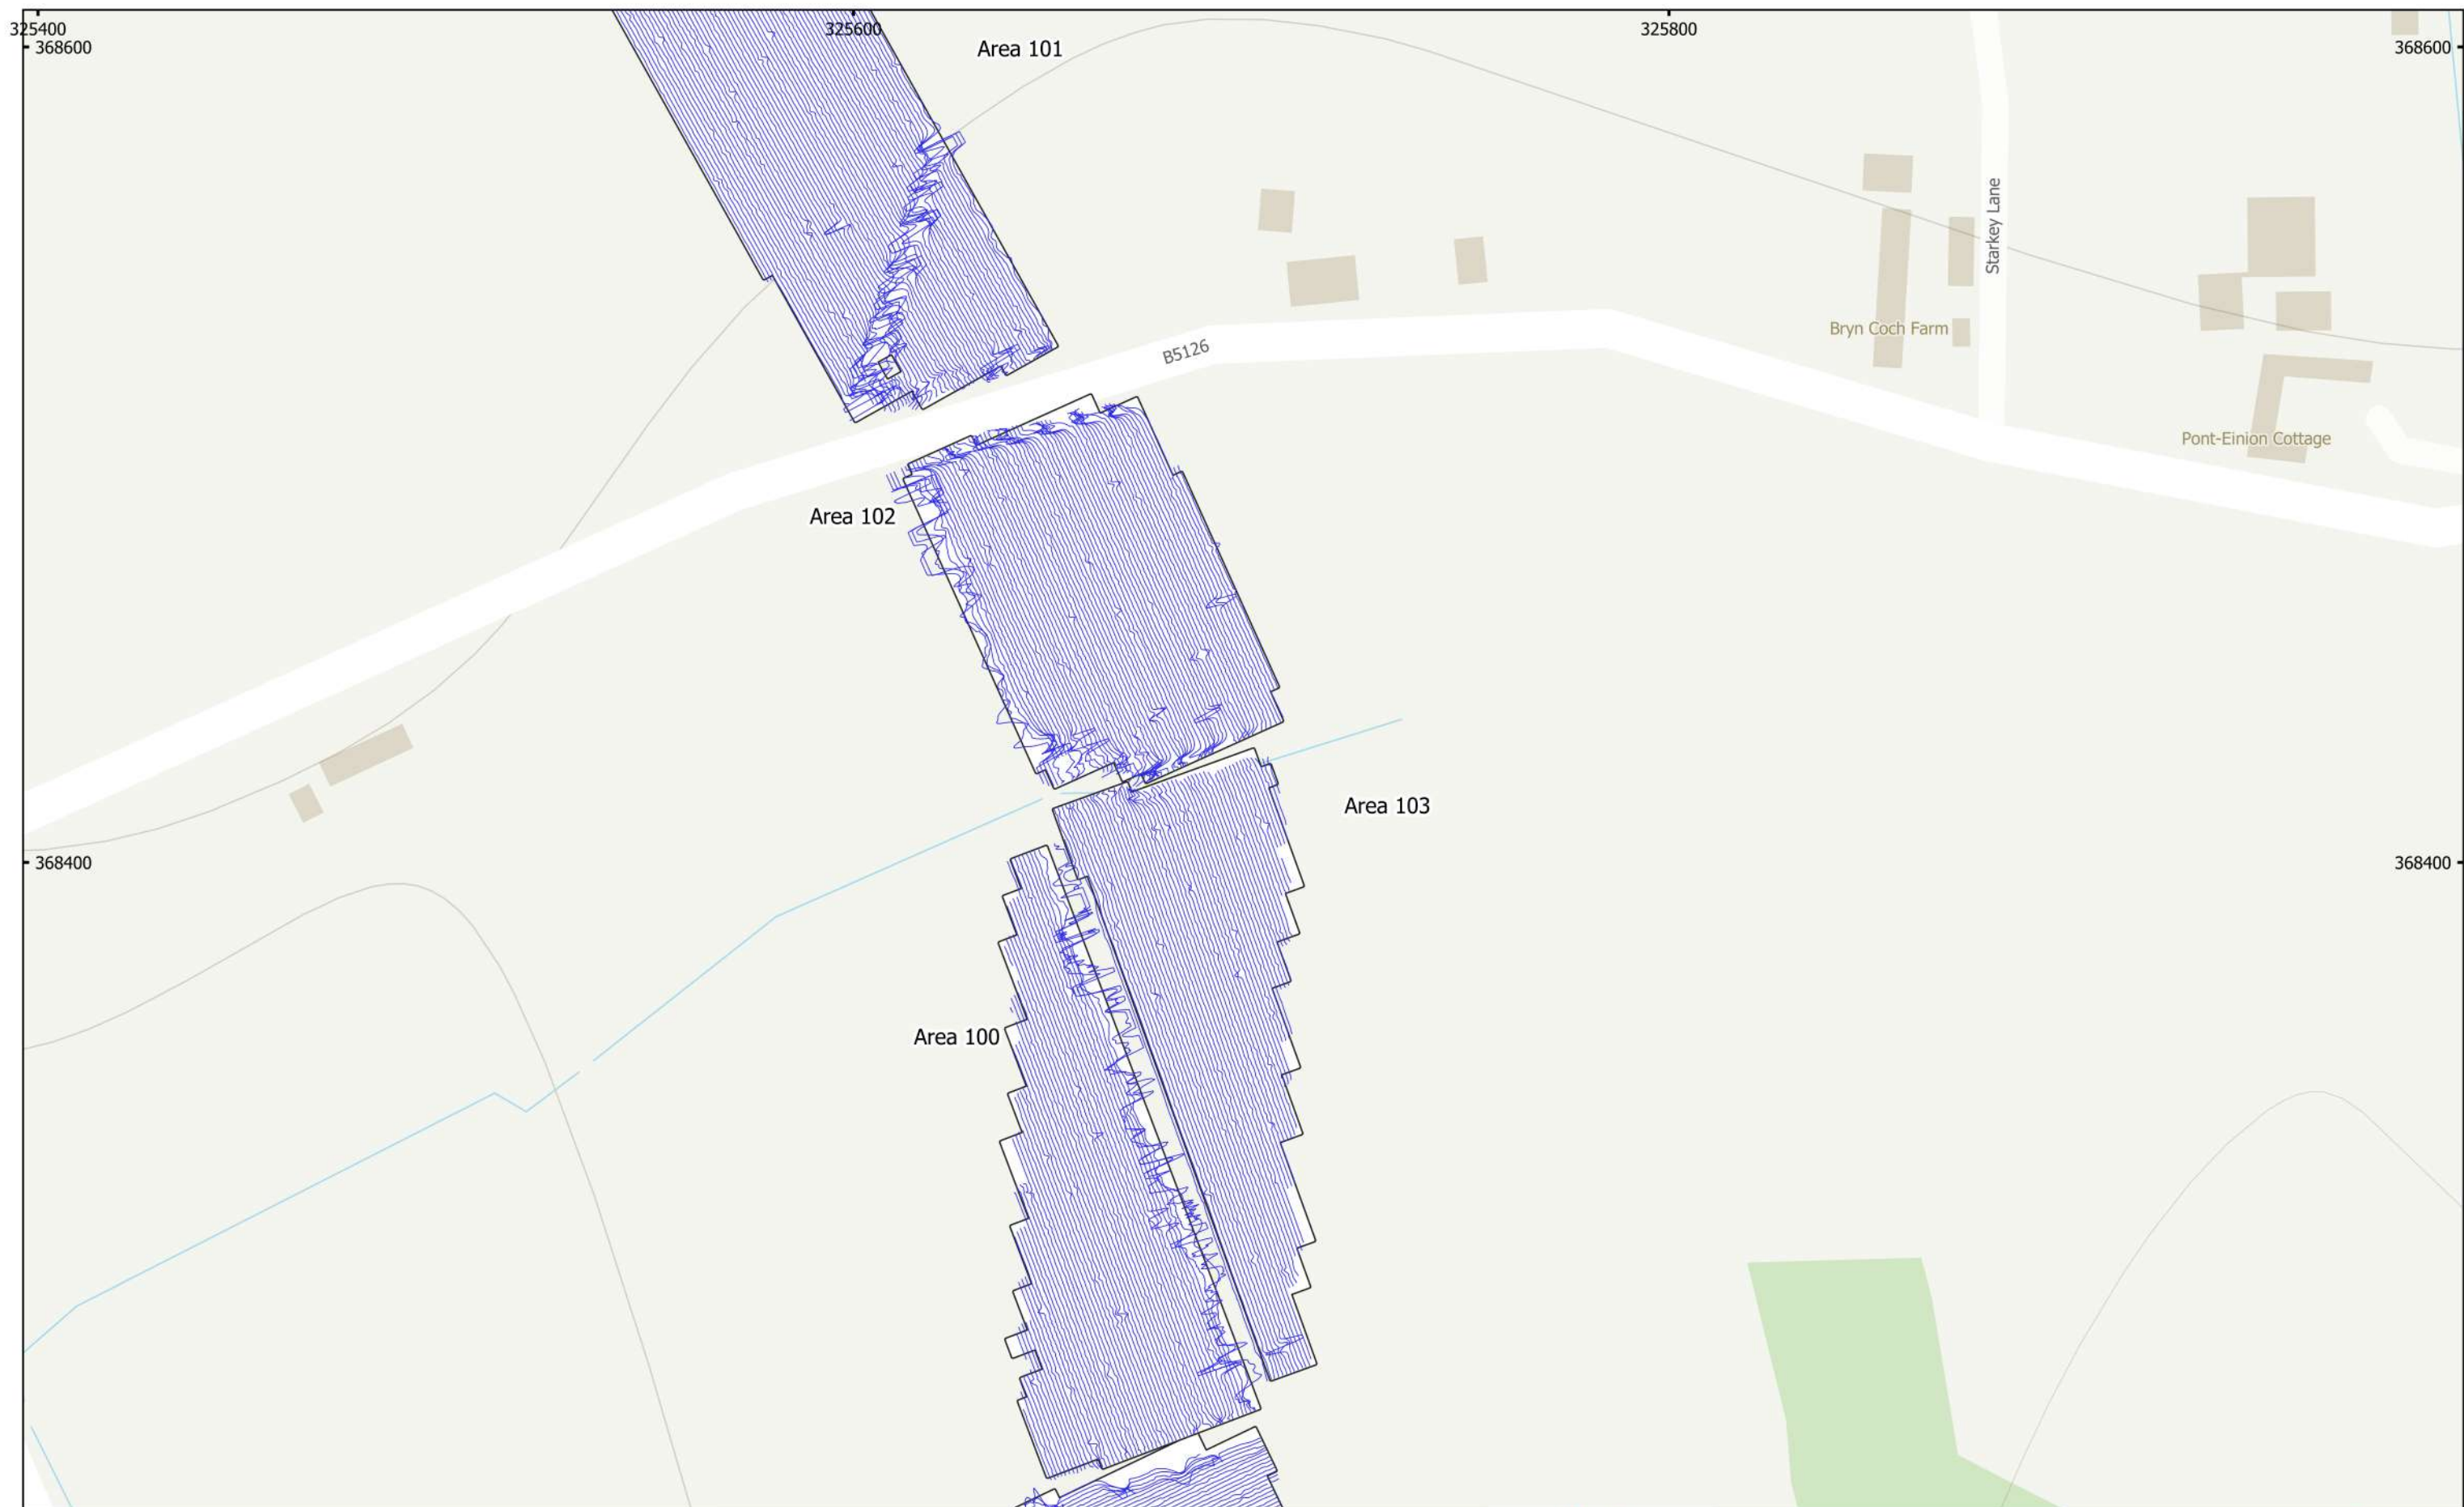 325400
325600
325800
368600
Area 101
368600
Starkey Lane
Bryn Coch Farm
B5126
Pont-Einion Cottage
Area 102
Area 103
368400
368400
Area 100